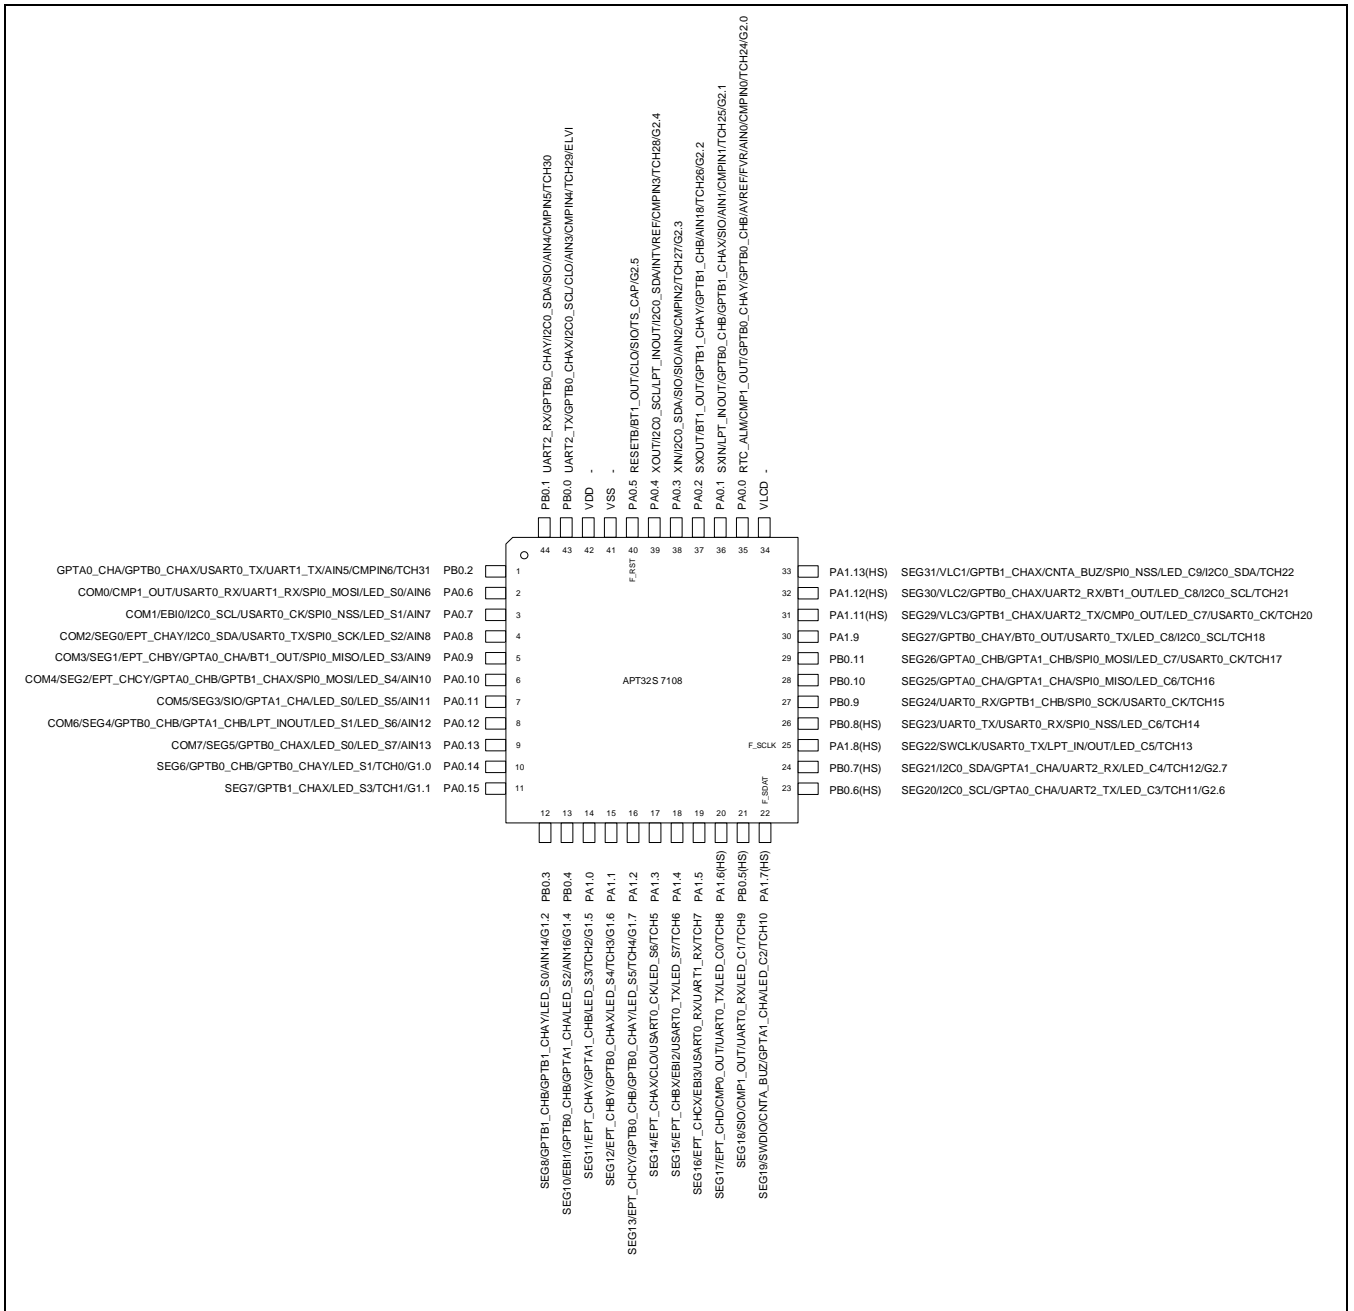 PB0.1 UART2_RX/GPTB0_CHAY/I2C0_SDA/SIO/AIN4/CMPIN5/TCH30
PB0.0 UART2_TX/GPTB0_CHAX/I2C0_SCL/CLO/AIN3/CMPIN4/TCH29/ELVI
VDD -
VSS -
PA0.5 RESETB/BT1_OUT/CLO/SIO/TS_CAP/G2.5
PA0.4 XOUT/I2C0_SCL/LPT_INOUT/I2C0_SDA/INTVREF/CMPIN3/TCH28/G2.4
PA0.3 XIN/I2C0_SDA/SIO/SIO/AIN2/CMPIN2/TCH27/G2.3
PA0.2 SXOUT/BT1_OUT/GPTB1_CHAY/GPTB1_CHB/AIN18/TCH26/G2.2
PA0.1 SXIN/LPT_INOUT/GPTB0_CHB/GPTB1_CHAX/SIO/AIN1/CMPIN1/TCH25/G2.1
PA0.0 RTC_ALM/CMP1_OUT/GPTB0_CHAY/GPTB0_CHB/AVREF/FVR/AIN0/CMPIN0/TCH24/G2.0
VLCD -
44 43 42 41 40 39 38 37 36 35 34
F_RST
GPTA0_CHA/GPTB0_CHAX/USART0_TX/UART1_TX/AIN5/CMPIN6/TCH31 PB0.2 1
COM0/CMP1_OUT/USART0_RX/UART1_RX/SPI0_MOSI/LED_S0/AIN6 PA0.6 2
COM1/EBI0/I2C0_SCL/USART0_CK/SPI0_NSS/LED_S1/AIN7 PA0.7 3
COM2/SEG0/EPT_CHAY/I2C0_SDA/USART0_TX/SPI0_SCK/LED_S2/AIN8 PA0.8 4
COM3/SEG1/EPT_CHBY/GPTA0_CHA/BT1_OUT/SPI0_MISO/LED_S3/AIN9 PA0.9 5
COM4/SEG2/EPT_CHCY/GPTA0_CHB/GPTB1_CHAX/SPI0_MOSI/LED_S4/AIN10 PA0.10 6
COM5/SEG3/SIO/GPTA1_CHA/LED_S0/LED_S5/AIN11 PA0.11 7
COM6/SEG4/GPTB0_CHB/GPTA1_CHB/LPT_INOUT/LED_S1/LED_S6/AIN12 PA0.12 8
COM7/SEG5/GPTB0_CHAX/LED_S0/LED_S7/AIN13 PA0.13 9
SEG6/GPTB0_CHB/GPTB0_CHAY/LED_S1/TCH0/G1.0 PA0.14 10
SEG7/GPTB1_CHAX/LED_S3/TCH1/G1.1 PA0.15 11
APT32S7108
33 PA1.13(HS) SEG31/VLC1/GPTB1_CHAX/CNTA_BUZ/SPI0_NSS/LED_C9/I2C0_SDA/TCH22
32 PA1.12(HS) SEG30/VLC2/GPTB0_CHAX/UART2_RX/BT1_OUT/LED_C8/I2C0_SCL/TCH21
31 PA1.11(HS) SEG29/VLC3/GPTB1_CHAX/UART2_TX/CMP0_OUT/LED_C7/USART0_CK/TCH20
30 PA1.9 SEG27/GPTB0_CHAY/BT0_OUT/USART0_TX/LED_C8/I2C0_SCL/TCH18
29 PB0.11 SEG26/GPTA0_CHB/GPTA1_CHB/SPI0_MOSI/LED_C7/USART0_CK/TCH17
28 PB0.10 SEG25/GPTA0_CHA/GPTA1_CHA/SPI0_MISO/LED_C6/TCH16
27 PB0.9 SEG24/UART0_RX/GPTB1_CHB/SPI0_SCK/USART0_CK/TCH15
26 PB0.8(HS) SEG23/UART0_TX/USART0_RX/SPI0_NSS/LED_C6/TCH14
F_SCLK 25 PA1.8(HS) SEG22/SWCLK/USART0_TX/LPT_IN/OUT/LED_C5/TCH13
24 PB0.7(HS) SEG21/I2C0_SDA/GPTA1_CHA/UART2_RX/LED_C4/TCH12/G2.7
23 PB0.6(HS) SEG20/I2C0_SCL/GPTA0_CHA/UART2_TX/LED_C3/TCH11/G2.6
F_SDAT
12 13 14 15 16 17 18 19 20 21 22
SEG8/GPTB1_CHB/GPTB1_CHAY/LED_S0/AIN14/G1.2 PB0.3
SEG10/EBI1/GPTB0_CHB/GPTA1_CHA/LED_S2/AIN16/G1.4 PB0.4
SEG11/EPT_CHAY/GPTA1_CHB/LED_S3/TCH2/G1.5 PA1.0
SEG12/EPT_CHBY/GPTB0_CHAX/LED_S4/TCH3/G1.6 PA1.1
SEG13/EPT_CHCY/GPTB0_CHB/GPTB0_CHAY/LED_S5/TCH4/G1.7 PA1.2
SEG14/EPT_CHAX/CLO/USART0_CK/LED_S6/TCH5 PA1.3
SEG15/EPT_CHBX/EBI2/USART0_TX/LED_S7/TCH6 PA1.4
SEG16/EPT_CHCX/EBI3/USART0_RX/UART1_RX/TCH7 PA1.5
SEG17/EPT_CHD/CMP0_OUT/UART0_TX/LED_C0/TCH8 PA1.6(HS)
SEG18/SIO/CMP1_OUT/UART0_RX/LED_C1/TCH9 PB0.5(HS)
SEG19/SWDIO/CNTA_BUZ/GPTA1_CHA/LED_C2/TCH10 PA1.7(HS)